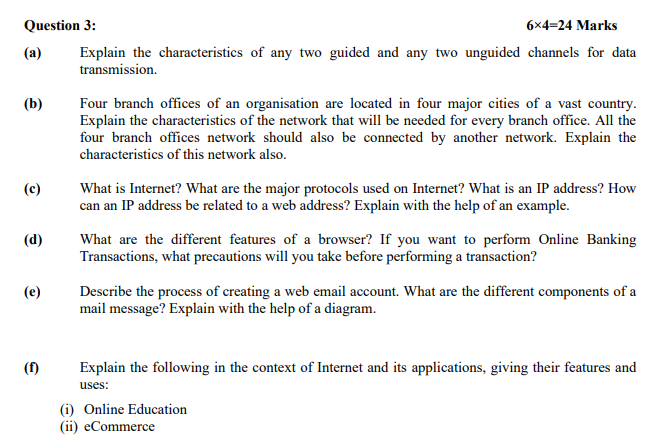 Question 3: 6×4=24 Marks
(a) Explain the characteristics of any two guided and any two unguided channels for data
transmission.
(b) Four branch offices of an organisation are located in four major cities of a vast country.
Explain the characteristics of the network that will be needed for every branch office. All the
four branch offices network should also be connected by another network. Explain the
characteristics of this network also.
(c) What is Internet? What are the major protocols used on Internet? What is an IP address? How
can an IP address be related to a web address? Explain with the help of an example.
(d) What are the different features of a browser? If you want to perform Online Banking
Transactions, what precautions will you take before performing a transaction?
(e) Describe the process of creating a web email account. What are the different components of a
mail message? Explain with the help of a diagram.
(f) Explain the following in the context of Internet and its applications, giving their features and
uses:
(i) Online Education
(ii) eCommerce